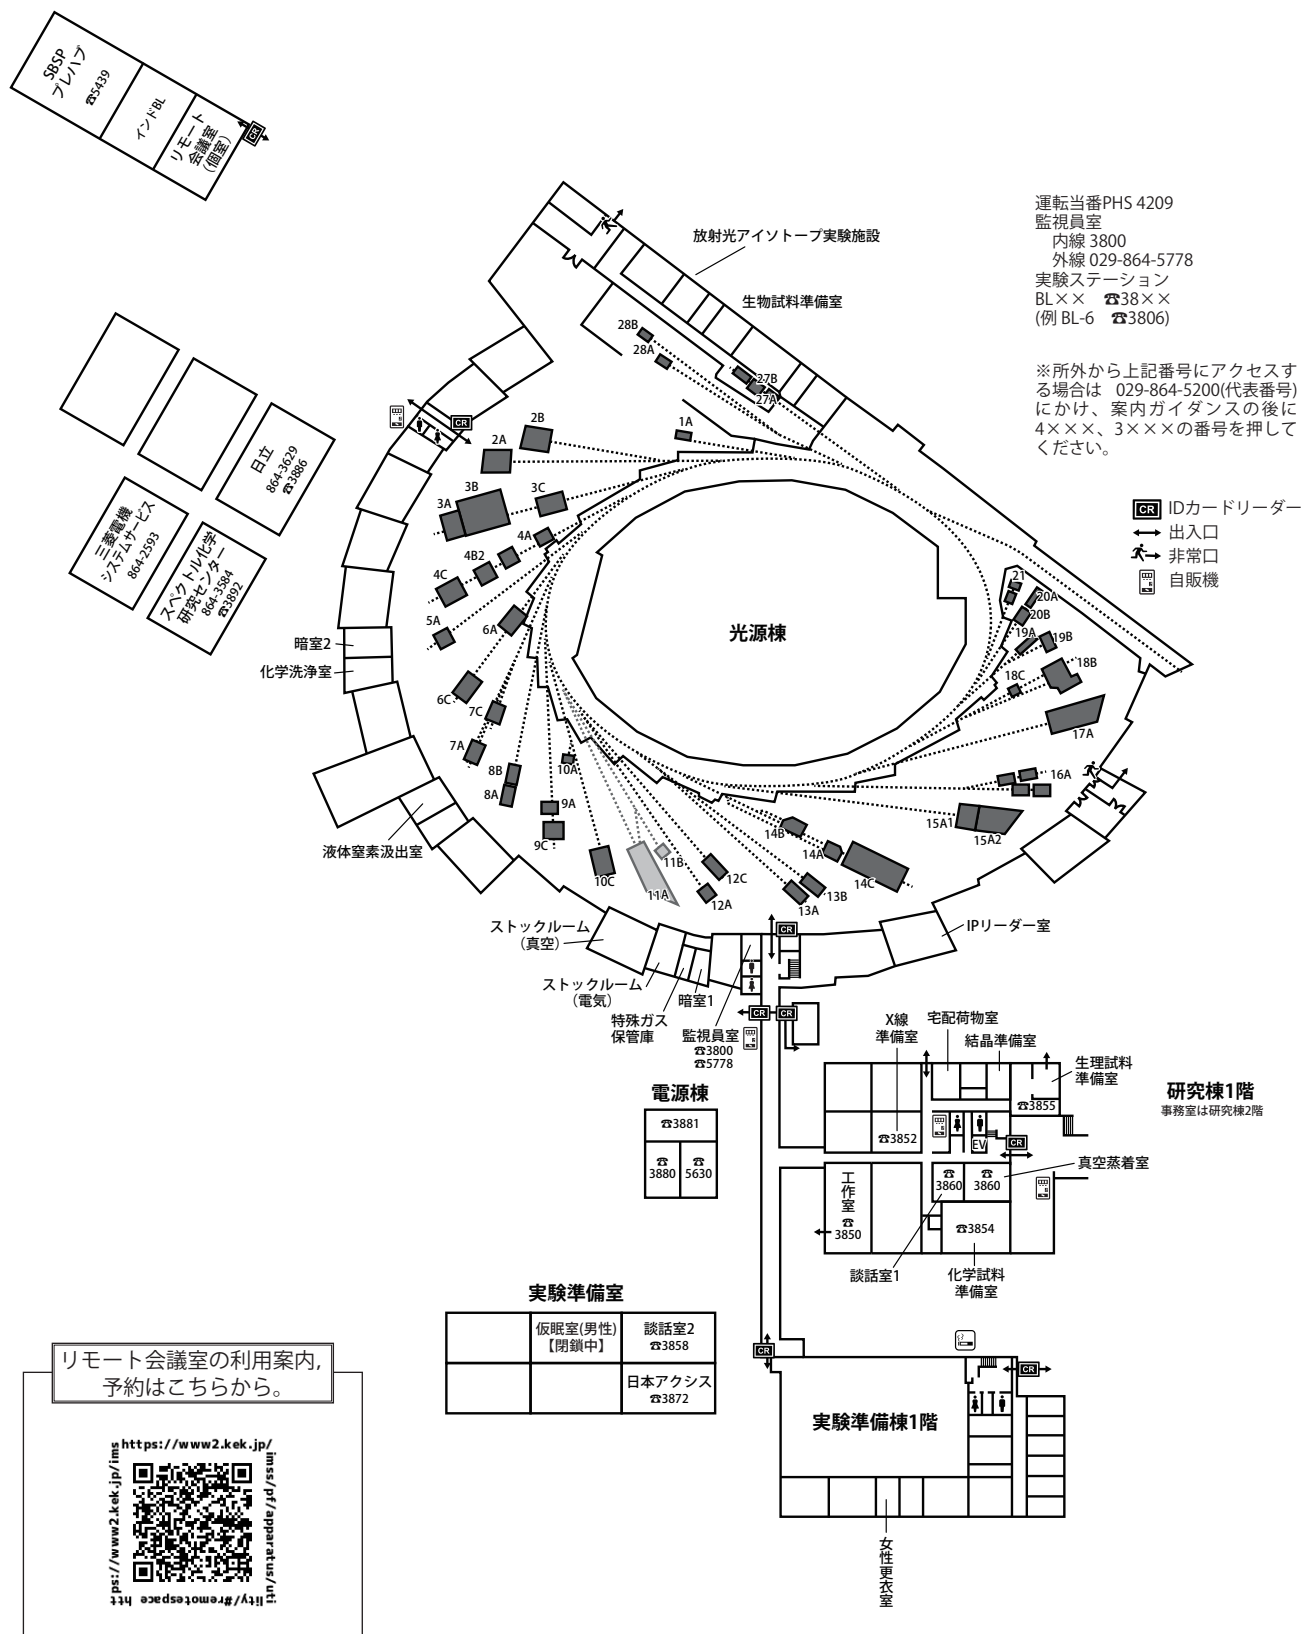 SBSP
プレハブ
☎5439
インドBL
リモート
会議室
(個室)
CR
運転当番PHS 4209
監視員室
内線 3800
外線 029-864-5778
実験ステーション
BL×× ☎38××
(例 BL-6 ☎3806)
※所外から上記番号にアクセスす
る場合は 029-864-5200(代表番号)
にかけ、案内ガイダンスの後に
4×××、3×××の番号を押して
ください。
CR IDカードリーダー
出入口
非常口
自販機
放射光アイソトープ実験施設
生物試料準備室
28B
28A
27B
27A
1A
2B
2A
CR
3B
3A
3C
4A
4B2
4C
5A
6A
6C
7C
7A
8B
8A
9A
9C
10A
10C
11B
11A
12C
12A
13B
13A
14B
14A
14C
15A1
15A2
16A
17A
18B
18C
19B
19A
20B
20A
21
光源棟
日立
864-3629
☎3886
三菱電機
システムサービス
864-2593
スペクトル化学
研究センター
864-3584
☎3892
暗室2
化学洗浄室
液体窒素汲出室
ストックルーム
(真空)
ストックルーム
(電気)
特殊ガス
保管庫
暗室1
監視員室
☎3800
☎5778
CR
CR
CR
IPリーダー室
電源棟
☎3881
☎
3880
☎
5630
X線
準備室
宅配荷物室
結晶準備室
生理試料
準備室
☎3855
☎3852
EV
CR
研究棟1階
事務室は研究棟2階
真空蒸着室
工作室
☎
3850
☎
3860
☎
3860
☎3854
談話室1
化学試料
準備室
実験準備室
仮眠室(男性)
【閉鎖中】
談話室2
☎3858
日本アクシス
☎3872
CR
CR
実験準備棟1階
女性更衣室
リモート会議室の利用案内,
予約はこちらから。
https://www2.kek.jp/
imss/pf/apparatus/uti
lity/#remotespace htt
ps://www2.kek.jp/ims